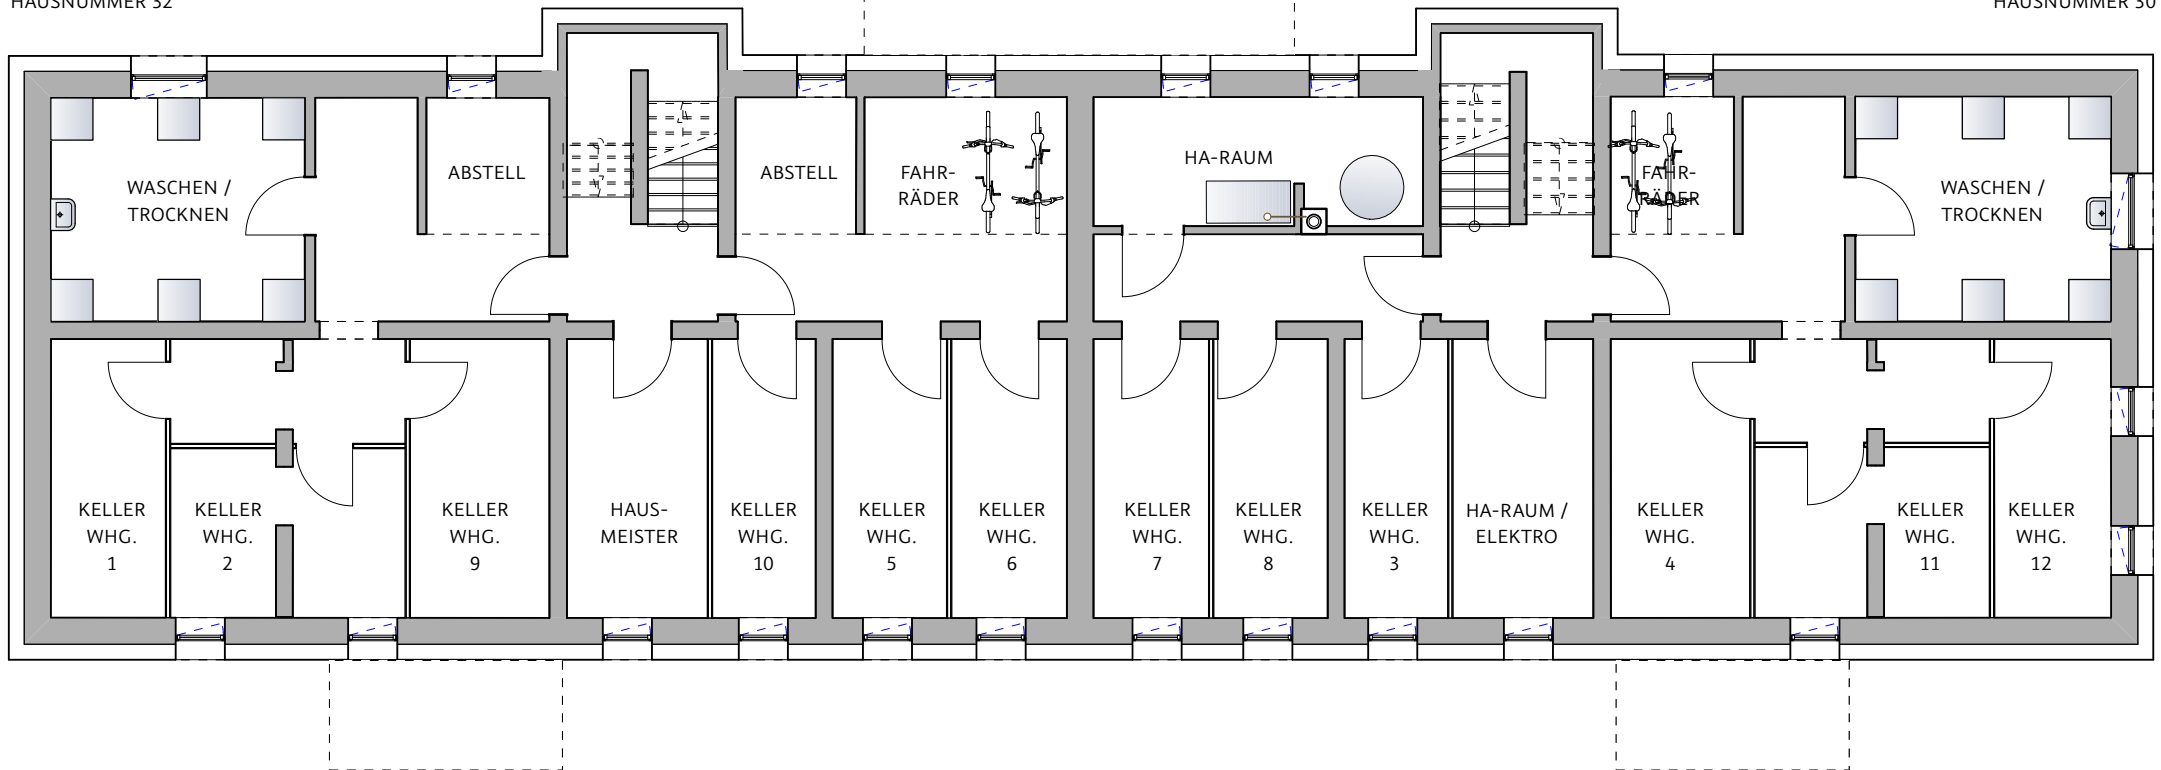 HAUSNUMMER 32
HAUSNUMMER 30
WASCHEN /
TROCKNEN
ABSTELL
ABSTELL
FAHR-
RÄDER
HA-RAUM
FAHR-
RÄDER
WASCHEN /
TROCKNEN
KELLER
WHG.
1
KELLER
WHG.
2
KELLER
WHG.
9
HAUS-
MEISTER
KELLER
WHG.
10
KELLER
WHG.
5
KELLER
WHG.
6
KELLER
WHG.
7
KELLER
WHG.
8
KELLER
WHG.
3
HA-RAUM /
ELEKTRO
KELLER
WHG.
4
KELLER
WHG.
11
KELLER
WHG.
12